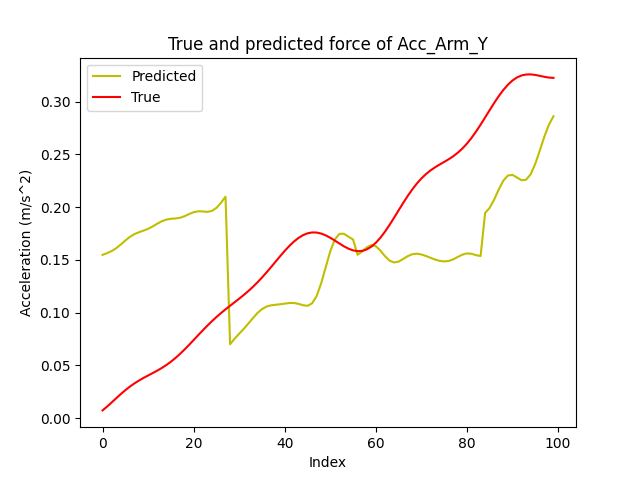 True and predicted force of Acc_Arm_Y
Predicted
True
0.30
0.25
0.20
0.15
0.10
0.05
0.00
Acceleration (m/s^2)
0 20 40 60 80 100
Index